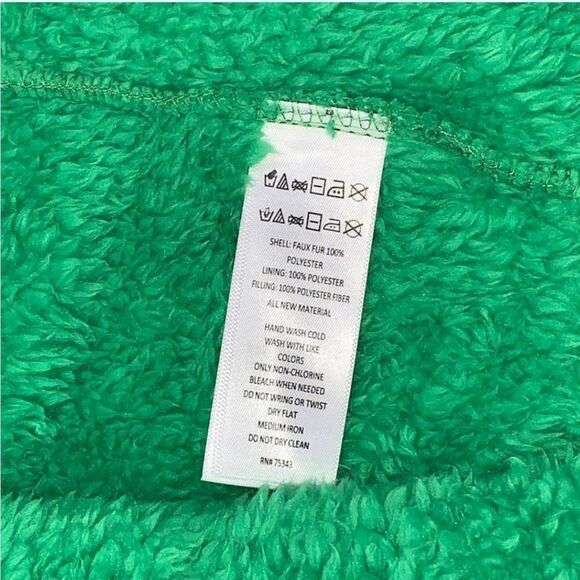 SHELL: FAUX FUR 100%
POLYESTER
LINING: 100% POLYESTER
FILLING: 100% POLYESTER FIBER
ALL NEW MATERIAL
HAND WASH COLD
WASH WITH LIKE
COLORS
ONLY NON-CHLORINE
BLEACH WHEN NEEDED
DO NOT WRING OR TWIST
DRY FLAT
MEDIUM IRON
DO NOT DRY CLEAN
RN# 75343